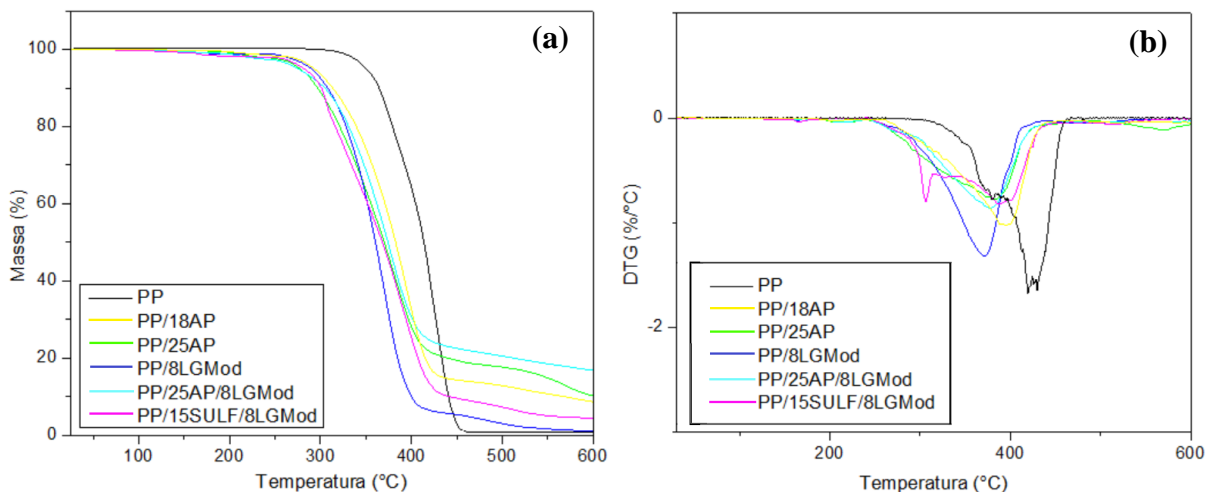 (a)
Massa (%)
100
80
60
40
20
0
PP
PP/18AP
PP/25AP
PP/8LGMod
PP/25AP/8LGMod
PP/15SULF/8LGMod
100
200
300
400
500
600
Temperatura (°C)
(b)
DTG (%/°C)
0
-2
PP
PP/18AP
PP/25AP
PP/8LGMod
PP/25AP/8LGMod
PP/15SULF/8LGMod
200
400
600
Temperatura (°C)